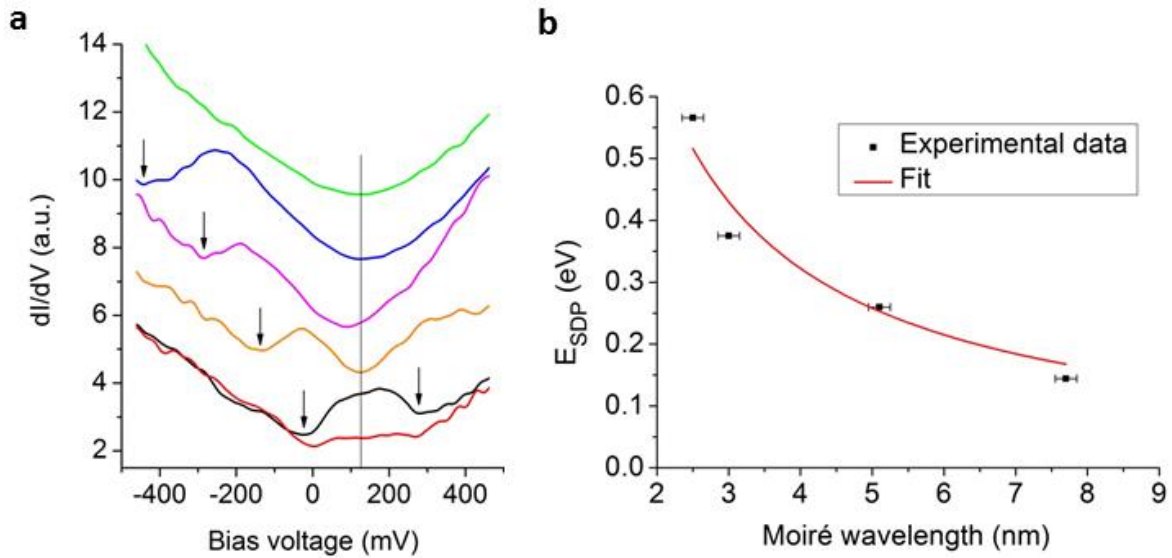 a
14
12
10
8
6
4
2
dI/dV (a.u.)
-400 -200 0 200 400
Bias voltage (mV)
b
0.6
0.5
0.4
0.3
0.2
0.1
0.0
E_SDP (eV)
Experimental data
Fit
2 3 4 5 6 7 8 9
Moiré wavelength (nm)